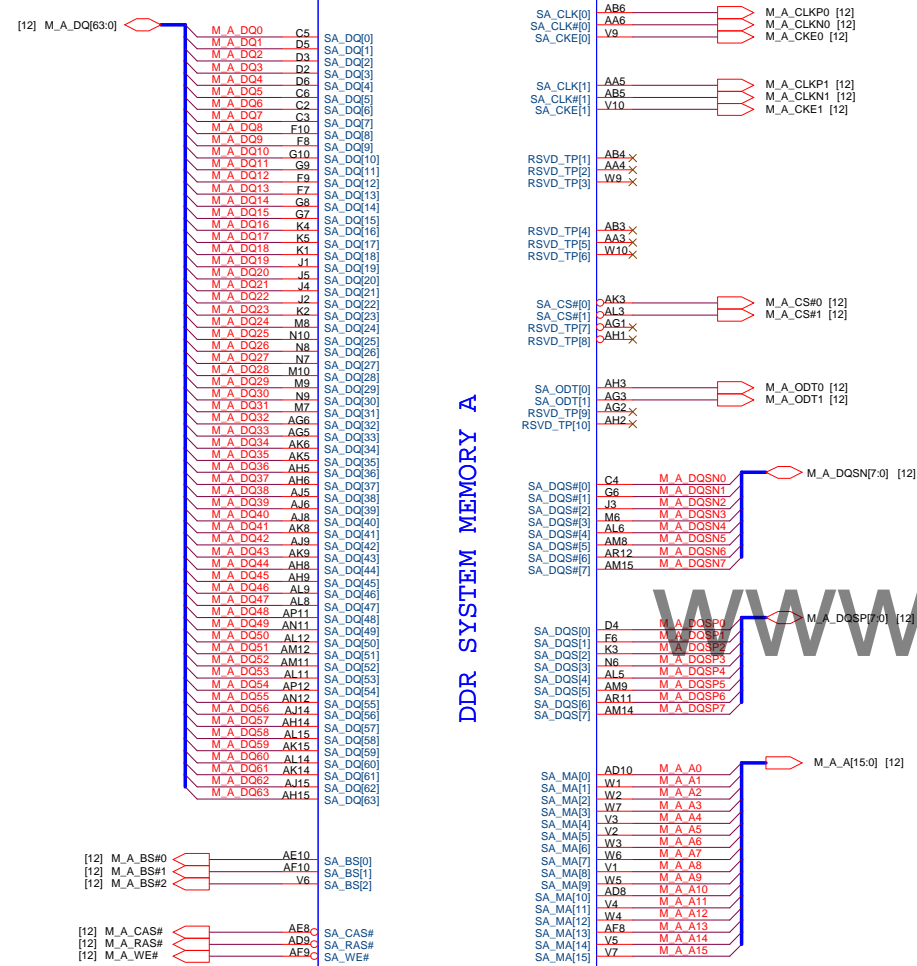 [12] M_A_DQ[63:0]
M_A_DQ0 C5 SA_DQ[0]
M_A_DQ1 D5 SA_DQ[1]
M_A_DQ2 D3 SA_DQ[2]
M_A_DQ3 D2 SA_DQ[3]
M_A_DQ4 D6 SA_DQ[4]
M_A_DQ5 C6 SA_DQ[5]
M_A_DQ6 C2 SA_DQ[6]
M_A_DQ7 C3 SA_DQ[7]
M_A_DQ8 F10 SA_DQ[8]
M_A_DQ9 F8 SA_DQ[9]
M_A_DQ10 G10 SA_DQ[10]
M_A_DQ11 G9 SA_DQ[11]
M_A_DQ12 F9 SA_DQ[12]
M_A_DQ13 F7 SA_DQ[13]
M_A_DQ14 G8 SA_DQ[14]
M_A_DQ15 G7 SA_DQ[15]
M_A_DQ16 K4 SA_DQ[16]
M_A_DQ17 K5 SA_DQ[17]
M_A_DQ18 K1 SA_DQ[18]
M_A_DQ19 J1 SA_DQ[19]
M_A_DQ20 J5 SA_DQ[20]
M_A_DQ21 J4 SA_DQ[21]
M_A_DQ22 J2 SA_DQ[22]
M_A_DQ23 K2 SA_DQ[23]
M_A_DQ24 M8 SA_DQ[24]
M_A_DQ25 N10 SA_DQ[25]
M_A_DQ26 N8 SA_DQ[26]
M_A_DQ27 N7 SA_DQ[27]
M_A_DQ28 M10 SA_DQ[28]
M_A_DQ29 M9 SA_DQ[29]
M_A_DQ30 N9 SA_DQ[30]
M_A_DQ31 M7 SA_DQ[31]
M_A_DQ32 AG6 SA_DQ[32]
M_A_DQ33 AG5 SA_DQ[33]
M_A_DQ34 AK6 SA_DQ[34]
M_A_DQ35 AK5 SA_DQ[35]
M_A_DQ36 AH5 SA_DQ[36]
M_A_DQ37 AH6 SA_DQ[37]
M_A_DQ38 AJ5 SA_DQ[38]
M_A_DQ39 AJ6 SA_DQ[39]
M_A_DQ40 AJ8 SA_DQ[40]
M_A_DQ41 AK8 SA_DQ[41]
M_A_DQ42 AJ9 SA_DQ[42]
M_A_DQ43 AK9 SA_DQ[43]
M_A_DQ44 AH8 SA_DQ[44]
M_A_DQ45 AH9 SA_DQ[45]
M_A_DQ46 AL9 SA_DQ[46]
M_A_DQ47 AL8 SA_DQ[47]
M_A_DQ48 AP11 SA_DQ[48]
M_A_DQ49 AN11 SA_DQ[49]
M_A_DQ50 AL12 SA_DQ[50]
M_A_DQ51 AM12 SA_DQ[51]
M_A_DQ52 AM11 SA_DQ[52]
M_A_DQ53 AL11 SA_DQ[53]
M_A_DQ54 AP12 SA_DQ[54]
M_A_DQ55 AN12 SA_DQ[55]
M_A_DQ56 AJ14 SA_DQ[56]
M_A_DQ57 AH14 SA_DQ[57]
M_A_DQ58 AL15 SA_DQ[58]
M_A_DQ59 AK15 SA_DQ[59]
M_A_DQ60 AL14 SA_DQ[60]
M_A_DQ61 AK14 SA_DQ[61]
M_A_DQ62 AJ15 SA_DQ[62]
M_A_DQ63 AH15 SA_DQ[63]
[12] M_A_BS#0 AE10 SA_BS[0]
[12] M_A_BS#1 AF10 SA_BS[1]
[12] M_A_BS#2 V6 SA_BS[2]
[12] M_A_CAS# AE8 SA_CAS#
[12] M_A_RAS# AD9 SA_RAS#
[12] M_A_WE# AF9 SA_WE#
DDR SYSTEM MEMORY A
SA_CLK[0] AB6 M_A_CLKP0 [12]
SA_CLK#[0] AA6 M_A_CLKN0 [12]
SA_CKE[0] V9 M_A_CKE0 [12]
SA_CLK[1] AA5 M_A_CLKP1 [12]
SA_CLK#[1] AB5 M_A_CLKN1 [12]
SA_CKE[1] V10 M_A_CKE1 [12]
RSVD_TP[1] AB4
RSVD_TP[2] AA4
RSVD_TP[3] W9
RSVD_TP[4] AB3
RSVD_TP[5] AA3
RSVD_TP[6] W10
SA_CS#[0] AK3 M_A_CS#0 [12]
SA_CS#[1] AL3 M_A_CS#1 [12]
RSVD_TP[7] AG1
RSVD_TP[8] AH1
SA_ODT[0] AH3 M_A_ODT0 [12]
SA_ODT[1] AG3 M_A_ODT1 [12]
RSVD_TP[9] AG2
RSVD_TP[10] AH2
M_A_DQSN[7:0] [12]
SA_DQS#[0] C4 M_A_DQSN0
SA_DQS#[1] G6 M_A_DQSN1
SA_DQS#[2] J3 M_A_DQSN2
SA_DQS#[3] M6 M_A_DQSN3
SA_DQS#[4] AL6 M_A_DQSN4
SA_DQS#[5] AM8 M_A_DQSN5
SA_DQS#[6] AR12 M_A_DQSN6
SA_DQS#[7] AM15 M_A_DQSN7
WWW
M_A_DQSP[7:0] [12]
SA_DQS[0] D4 M_A_DQSP0
SA_DQS[1] F6 M_A_DQSP1
SA_DQS[2] K3 M_A_DQSP2
SA_DQS[3] N6 M_A_DQSP3
SA_DQS[4] AL5 M_A_DQSP4
SA_DQS[5] AM9 M_A_DQSP5
SA_DQS[6] AR11 M_A_DQSP6
SA_DQS[7] AM14 M_A_DQSP7
M_A_A[15:0] [12]
SA_MA[0] AD10 M_A_A0
SA_MA[1] W1 M_A_A1
SA_MA[2] W2 M_A_A2
SA_MA[3] W7 M_A_A3
SA_MA[4] V3 M_A_A4
SA_MA[5] V2 M_A_A5
SA_MA[6] W3 M_A_A6
SA_MA[7] W6 M_A_A7
SA_MA[8] V1 M_A_A8
SA_MA[9] W5 M_A_A9
SA_MA[10] AD8 M_A_A10
SA_MA[11] V4 M_A_A11
SA_MA[12] W4 M_A_A12
SA_MA[13] AF8 M_A_A13
SA_MA[14] V5 M_A_A14
SA_MA[15] V7 M_A_A15